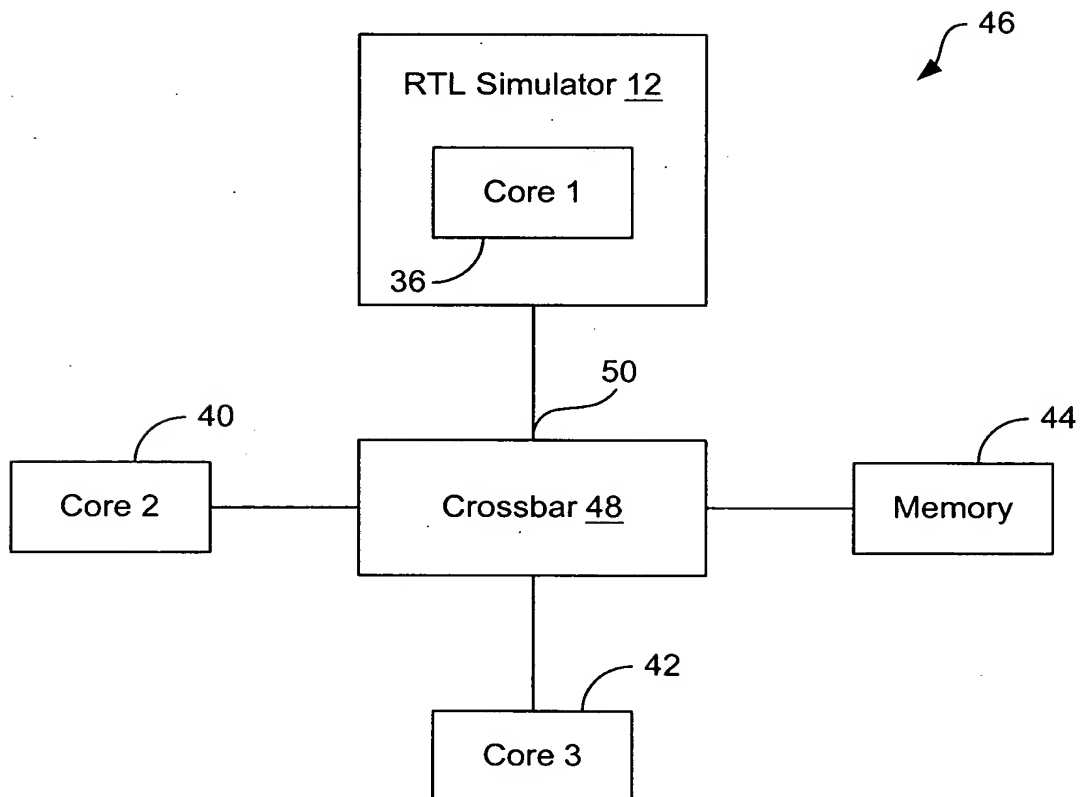 46
RTL Simulator 12
Core 1
36
50
40
44
Core 2
Crossbar 48
Memory
42
Core 3